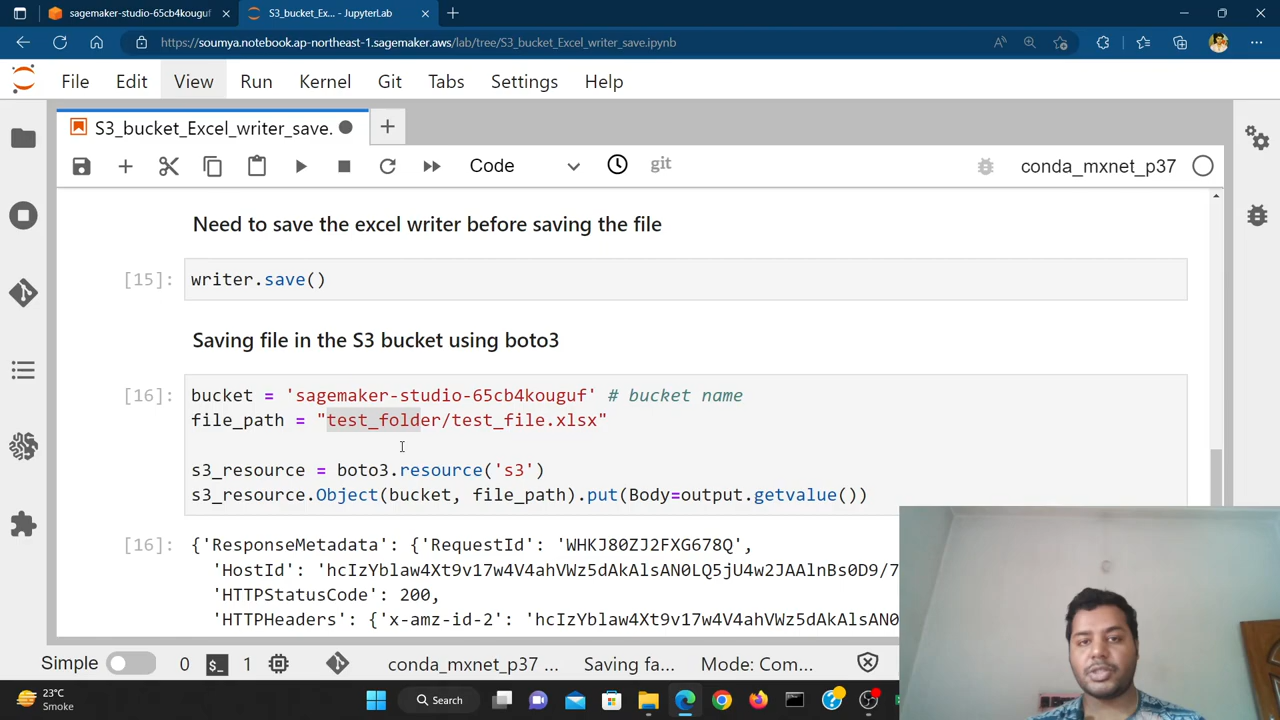 sagemaker-studio-65cb4kouguf
S3_bucket_Ex... - JupyterLab
https://soumya.notebook.ap-northeast-1.sagemaker.aws/lab/tree/S3_bucket_Excel_writer_save.ipynb
File Edit View Run Kernel Git Tabs Settings Help
S3_bucket_Excel_writer_save.
Code git conda_mxnet_p37
Need to save the excel writer before saving the file
[15]: writer.save()
Saving file in the S3 bucket using boto3
[16]: bucket = 'sagemaker-studio-65cb4kouguf' # bucket name
file_path = "test_folder/test_file.xlsx"
s3_resource = boto3.resource('s3')
s3_resource.Object(bucket, file_path).put(Body=output.getvalue())
[16]: {'ResponseMetadata': {'RequestId': 'WHKJ80ZJ2FXG678Q',
'HostId': 'hcIzYblaw4Xt9v17w4V4ahVWz5dAkAlsAN0LQ5jU4w2JAAlnBs0D9/7
'HTTPStatusCode': 200,
'HTTPHeaders': {'x-amz-id-2': 'hcIzYblaw4Xt9v17w4V4ahVWz5dAkAlsAN0
Simple 0 1 conda_mxnet_p37 ... Saving fa... Mode: Com...
23°C
Smoke
Search